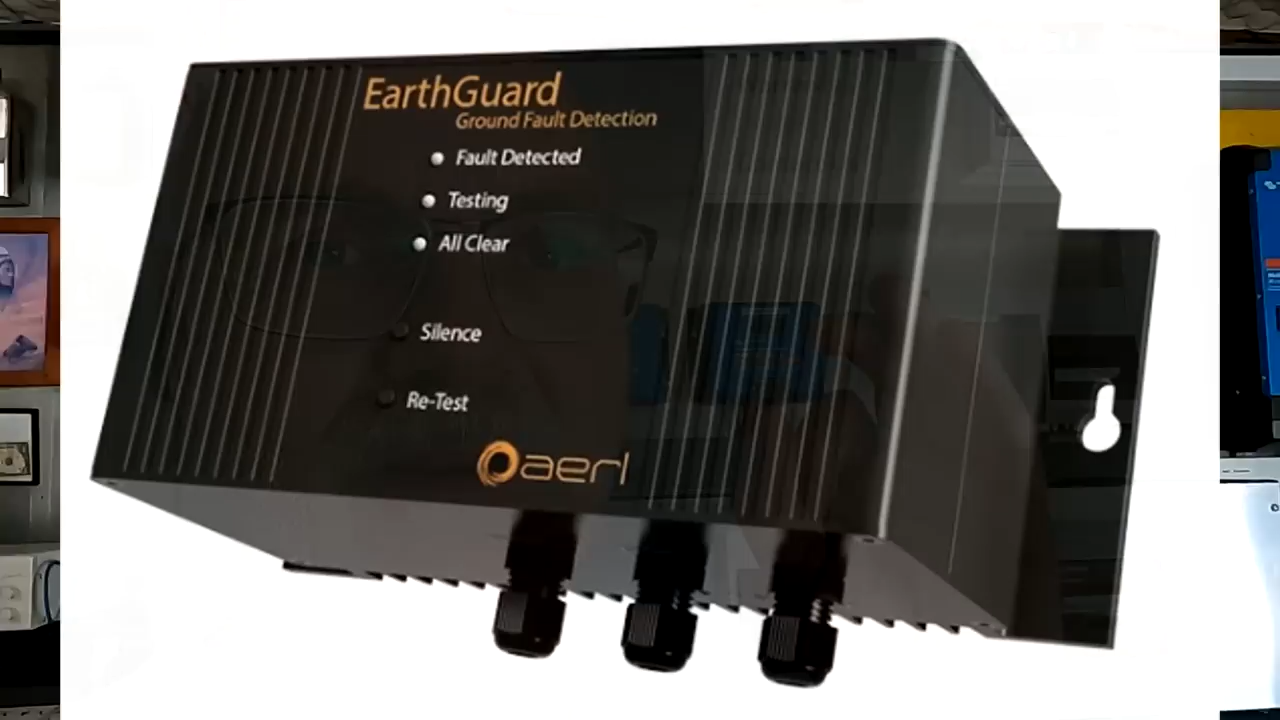 EarthGuard
Ground Fault Detection
Fault Detected
Testing
All Clear
Silence
Re-Test
aerl